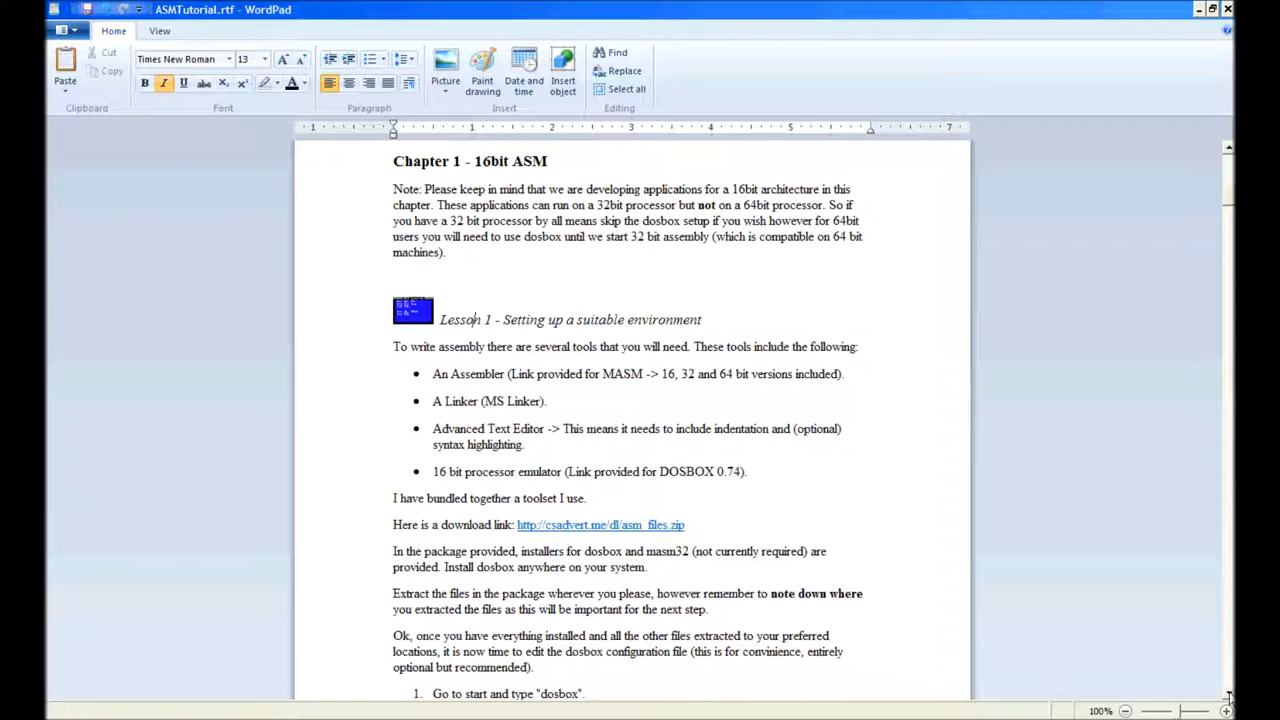 ASMTutorial.rtf - WordPad
Home View
Paste
Cut
Copy
Clipboard
Times New Roman 13
Font
Paragraph
Picture
Paint drawing
Date and time
Insert object
Insert
Find
Replace
Select all
Editing
1 1 2 3 4 5 7
Chapter 1 - 16bit ASM
Note: Please keep in mind that we are developing applications for a 16bit architecture in this
chapter. These applications can run on a 32bit processor but not on a 64bit processor. So if
you have a 32 bit processor by all means skip the dosbox setup if you wish however for 64bit
users you will need to use dosbox until we start 32 bit assembly (which is compatible on 64 bit
machines).
Lesson 1 - Setting up a suitable environment
To write assembly there are several tools that you will need. These tools include the following:
• An Assembler (Link provided for MASM -> 16, 32 and 64 bit versions included).
• A Linker (MS Linker).
• Advanced Text Editor -> This means it needs to include indentation and (optional)
syntax highlighting.
• 16 bit processor emulator (Link provided for DOSBOX 0.74).
I have bundled together a toolset I use.
Here is a download link: http://csadvert.me/dl/asm_files.zip
In the package provided, installers for dosbox and masm32 (not currently required) are
provided. Install dosbox anywhere on your system.
Extract the files in the package wherever you please, however remember to note down where
you extracted the files as this will be important for the next step.
Ok, once you have everything installed and all the other files extracted to your preferred
locations, it is now time to edit the dosbox configuration file (this is for convinience, entirely
optional but recommended).
1. Go to start and type "dosbox".
100%